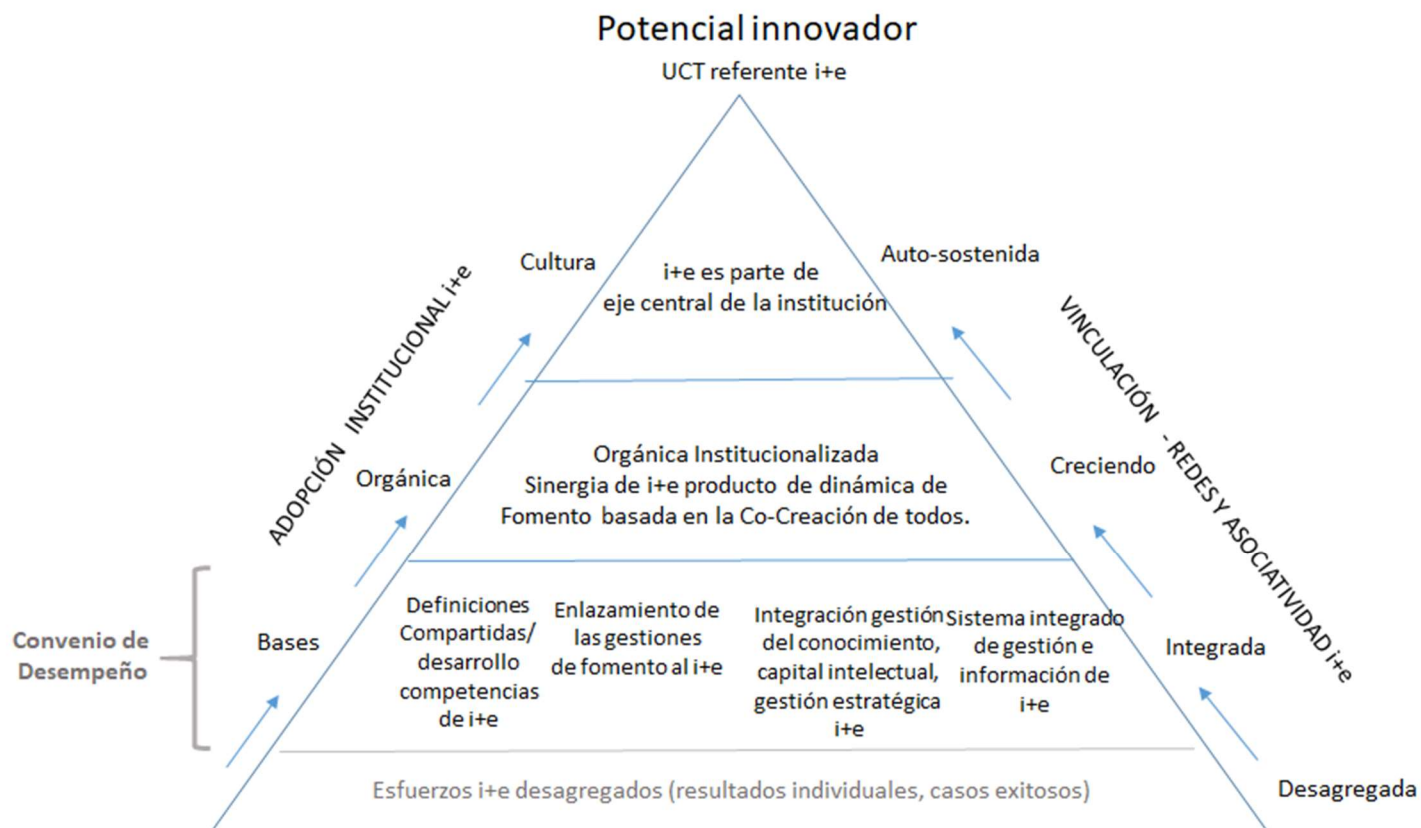 Potencial innovador
UCT referente i+e
Cultura
Auto-sostenida
i+e es parte de
eje central de la institución
ADOPCIÓN INSTITUCIONAL i+e
VINCULACIÓN - REDES Y ASOCIATIVIDAD i+e
Orgánica
Creciendo
Orgánica Institucionalizada
Sinergia de i+e producto de dinámica de
Fomento basada en la Co-Creación de todos.
Convenio de
Desempeño
Bases
Definiciones
Compartidas/
desarrollo
competencias
de i+e
Enlazamiento de
las gestiones
de fomento al i+e
Integración gestión
del conocimiento,
capital intelectual,
gestión estratégica
i+e
Sistema integrado
de gestión e
información de
i+e
Integrada
Esfuerzos i+e desagregados (resultados individuales, casos exitosos)
Desagregada